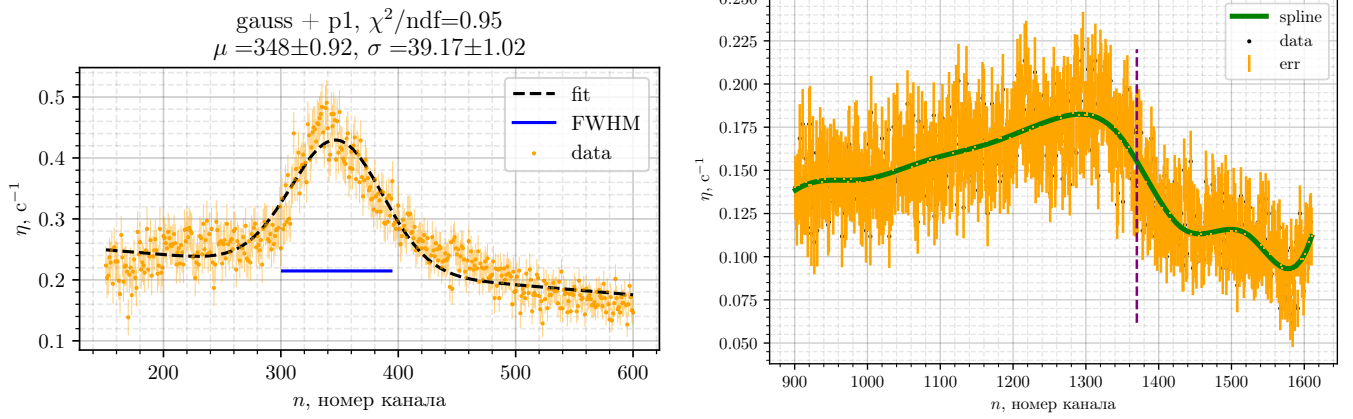 gauss + p1, χ²/ndf=0.95
μ =348±0.92, σ =39.17±1.02
η, с⁻¹
0.5
0.4
0.3
0.2
0.1
fit
FWHM
data
200
300
400
500
600
n, номер канала
η, с⁻¹
0.250
0.225
0.200
0.175
0.150
0.125
0.100
0.075
0.050
spline
data
err
900
1000
1100
1200
1300
1400
1500
1600
n, номер канала